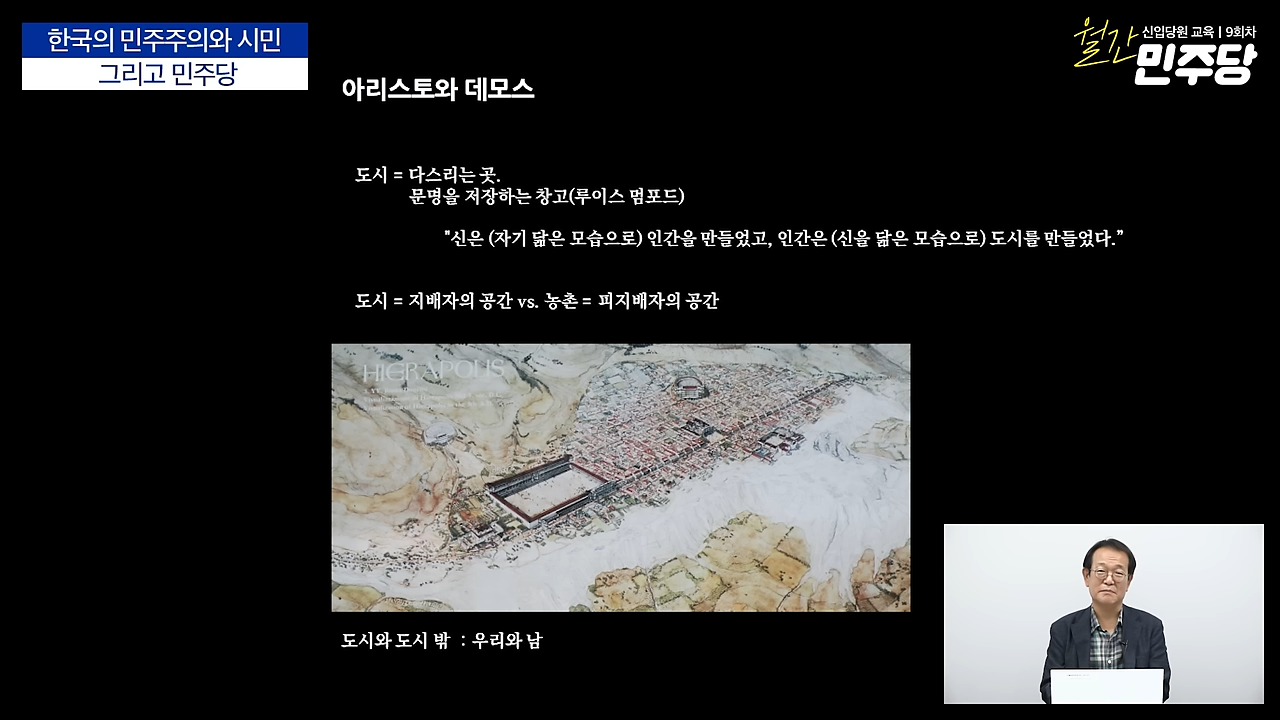 한국의 민주주의와 시민
그리고 민주당
월간
신입당원 교육 | 9회차
민주당
아리스토와 데모스
도시 = 다스리는 곳.
문명을 저장하는 창고(루이스 멈포드)
"신은 (자기 닮은 모습으로) 인간을 만들었고, 인간은 (신을 닮은 모습으로) 도시를 만들었다.”
도시 = 지배자의 공간 vs. 농촌 = 피지배자의 공간
HIERAPOLIS
도시와 도시 밖 : 우리와 남